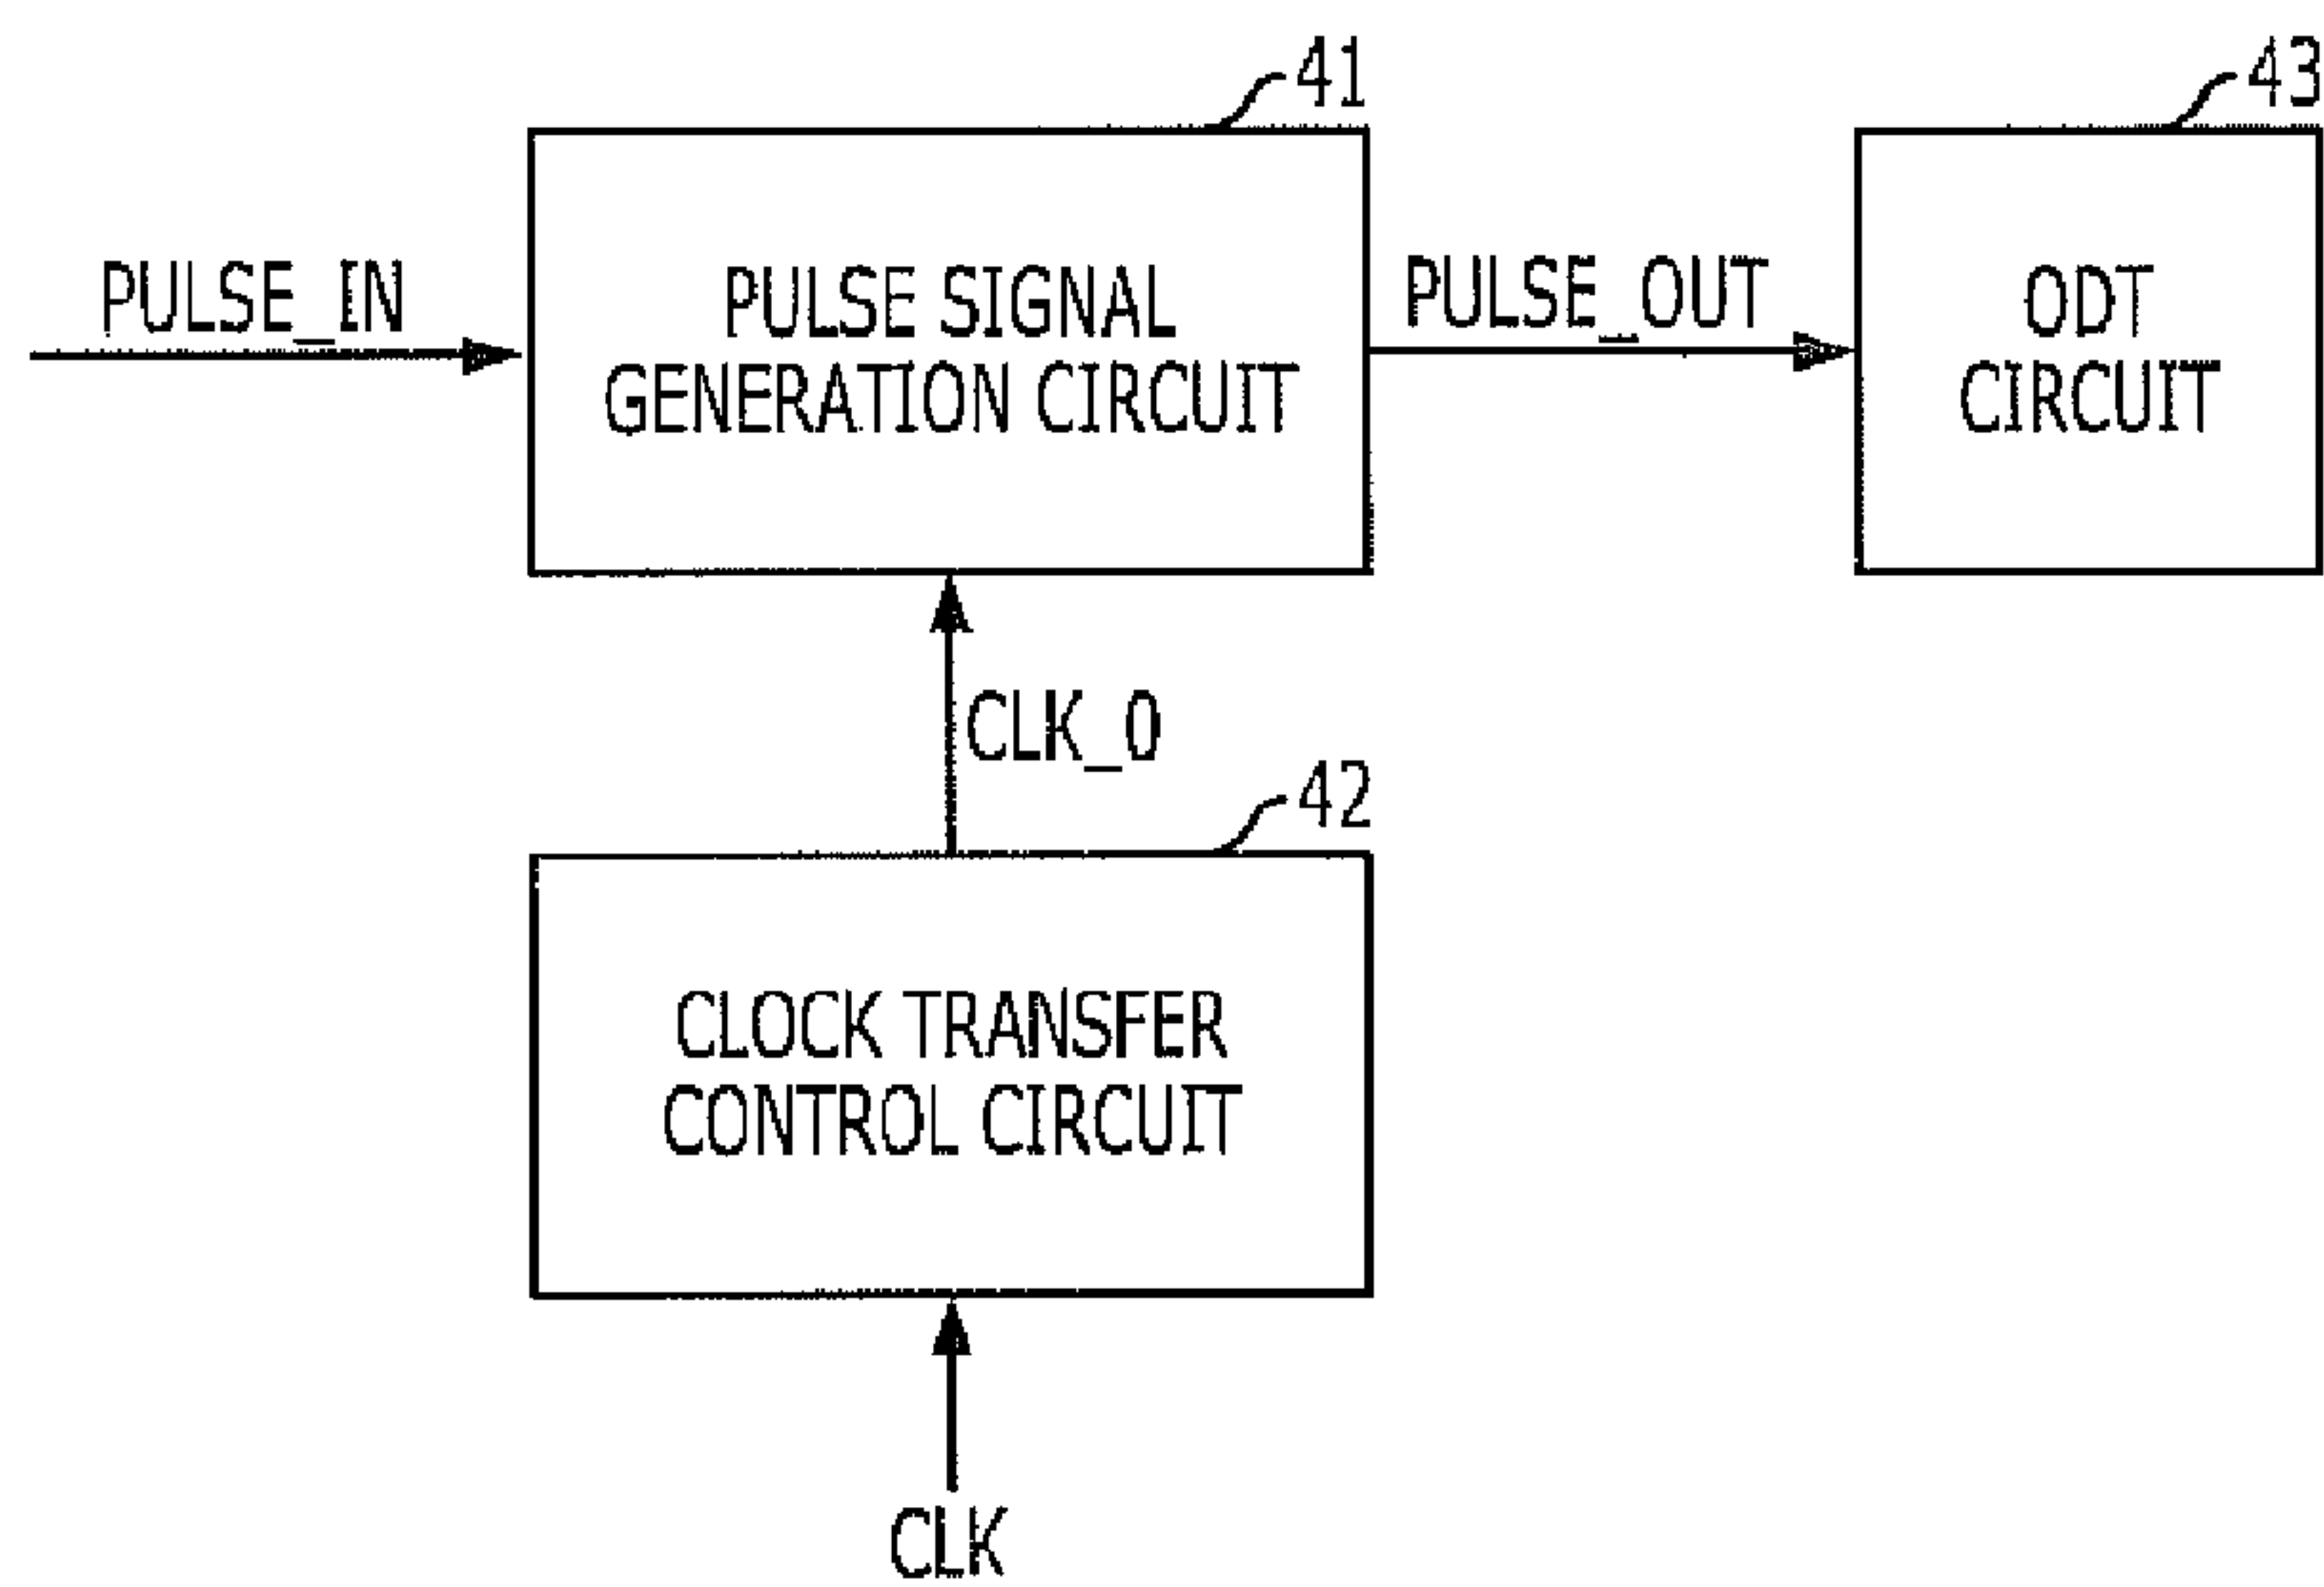 41
43
PULSE_IN
PULSE SIGNAL
GENERATION CIRCUIT
PULSE_OUT
ODT
CIRCUIT
CLK_0
42
CLOCK TRANSFER
CONTROL CIRCUIT
CLK